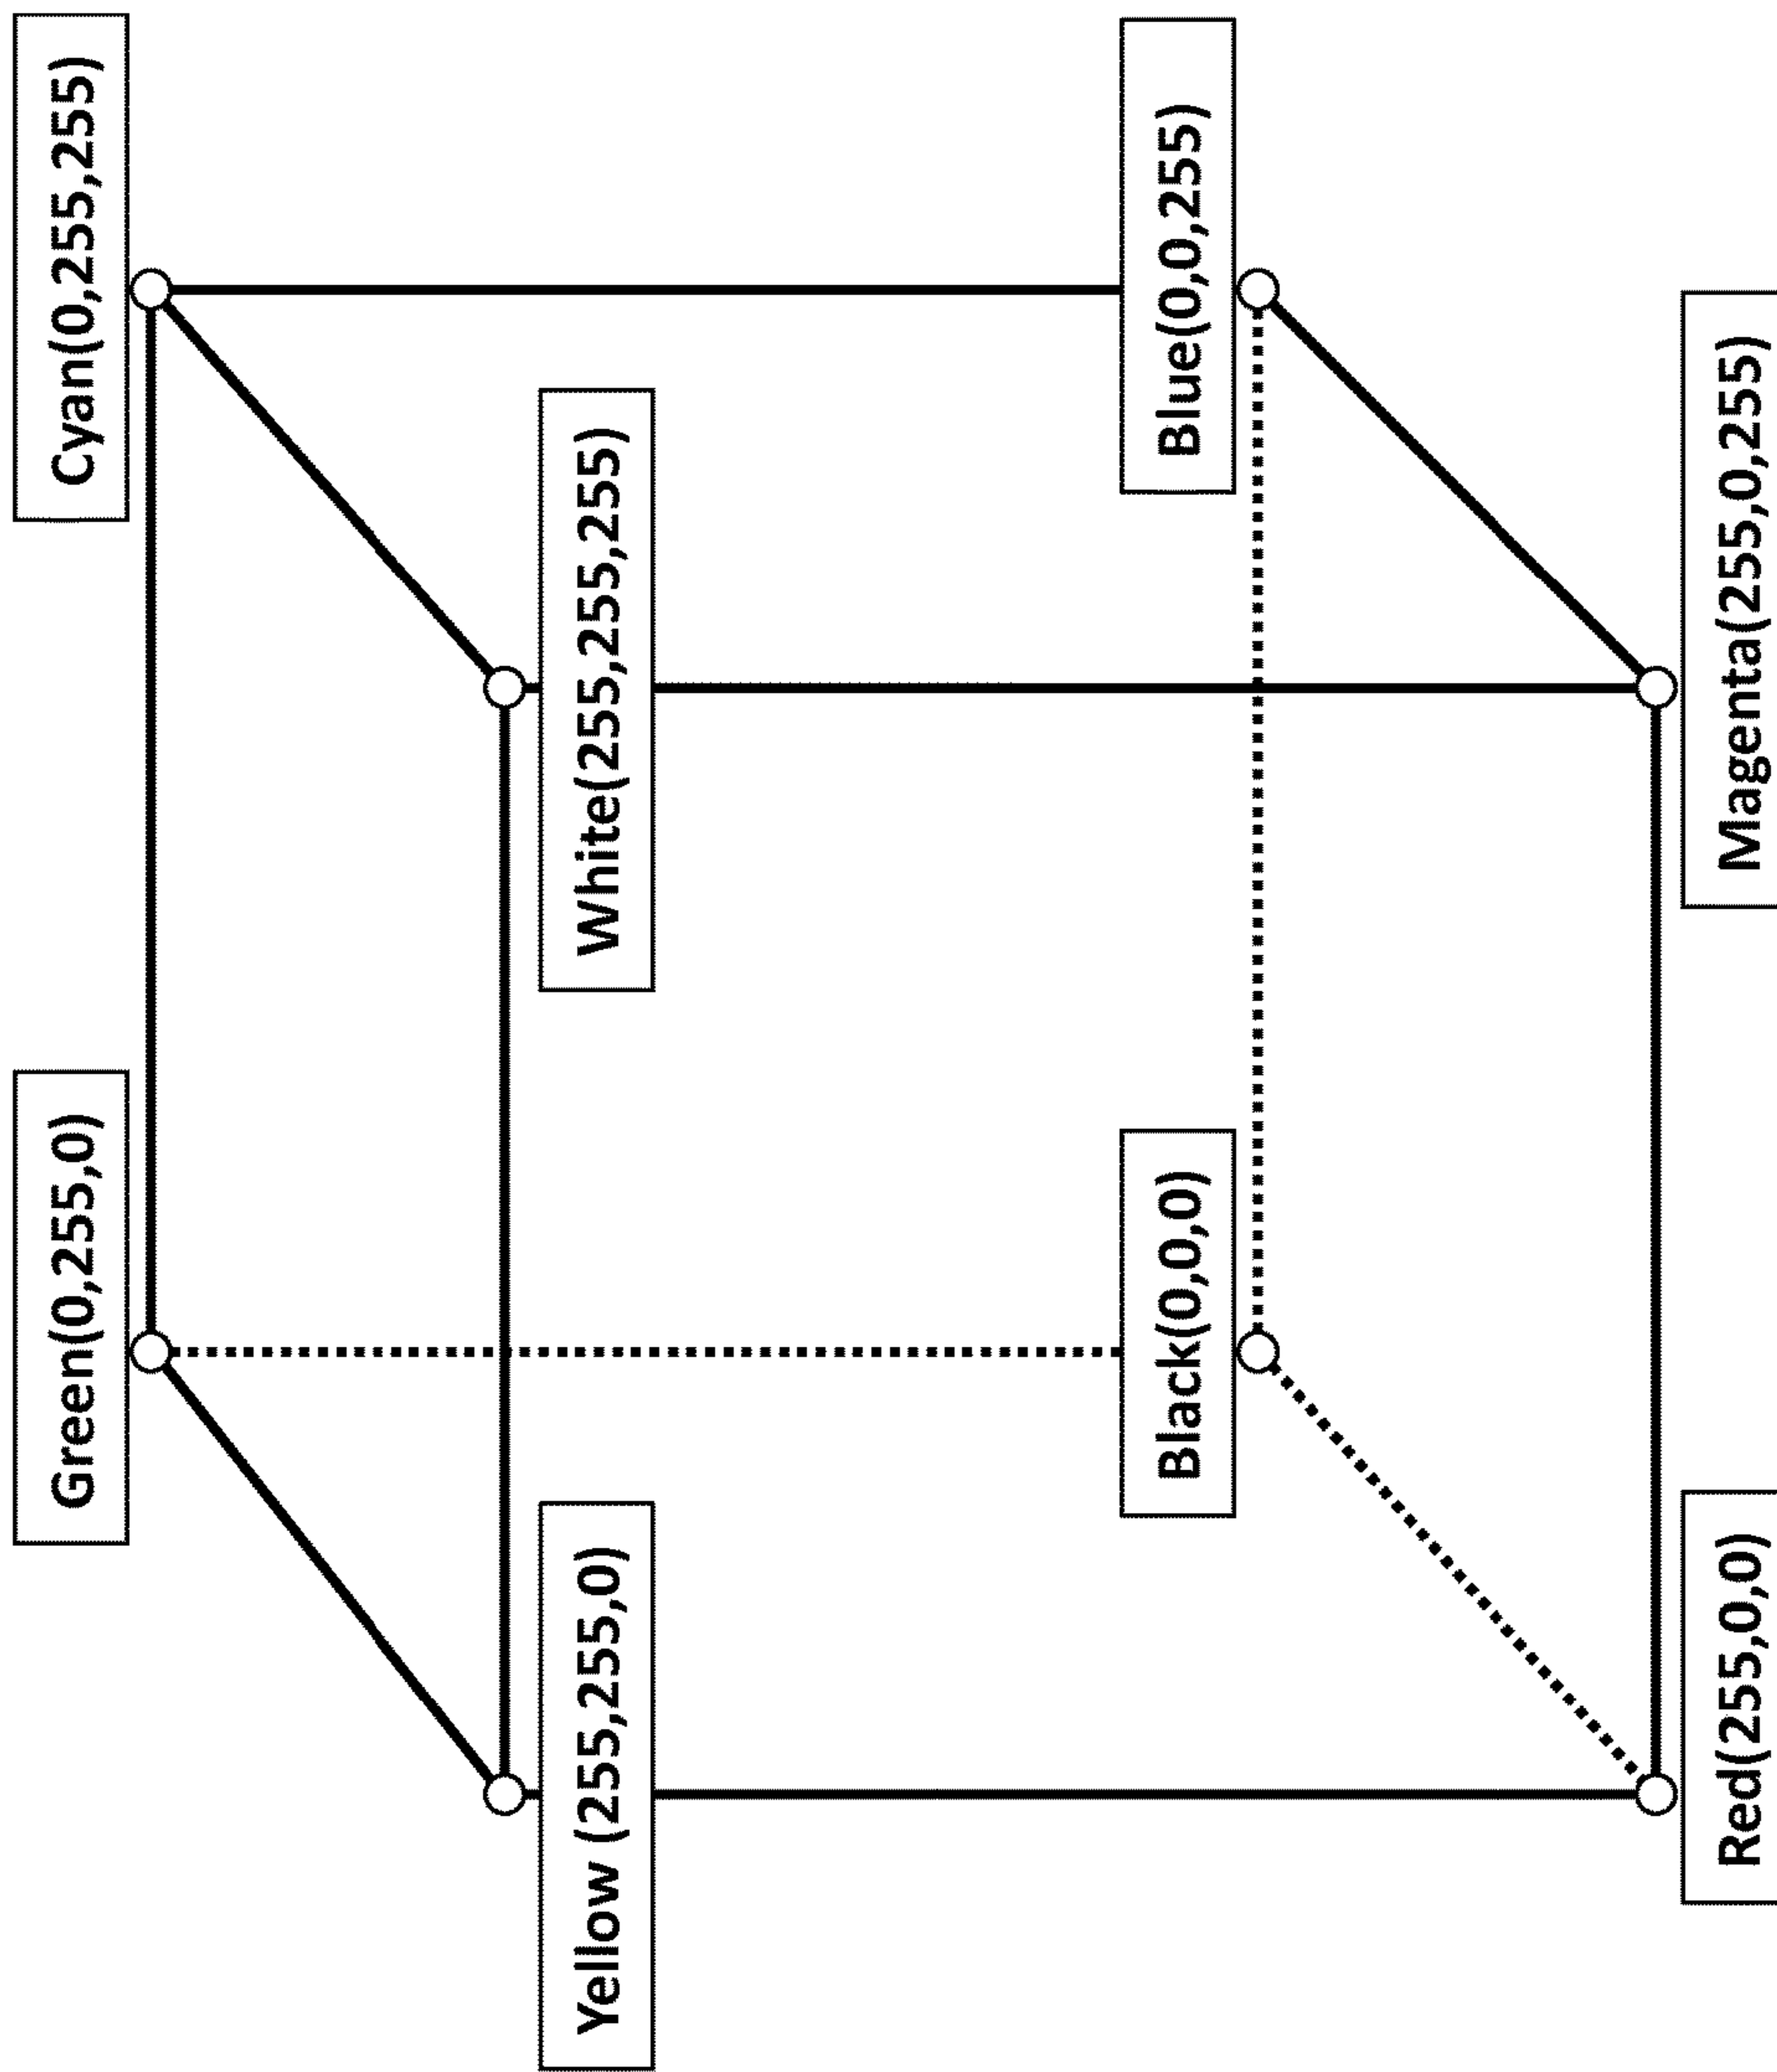 Green(0,255,0)
Cyan(0,255,255)
Yellow (255,255,0)
White(255,255,255)
Black(0,0,0)
Blue(0,0,255)
Red(255,0,0)
Magenta(255,0,255)